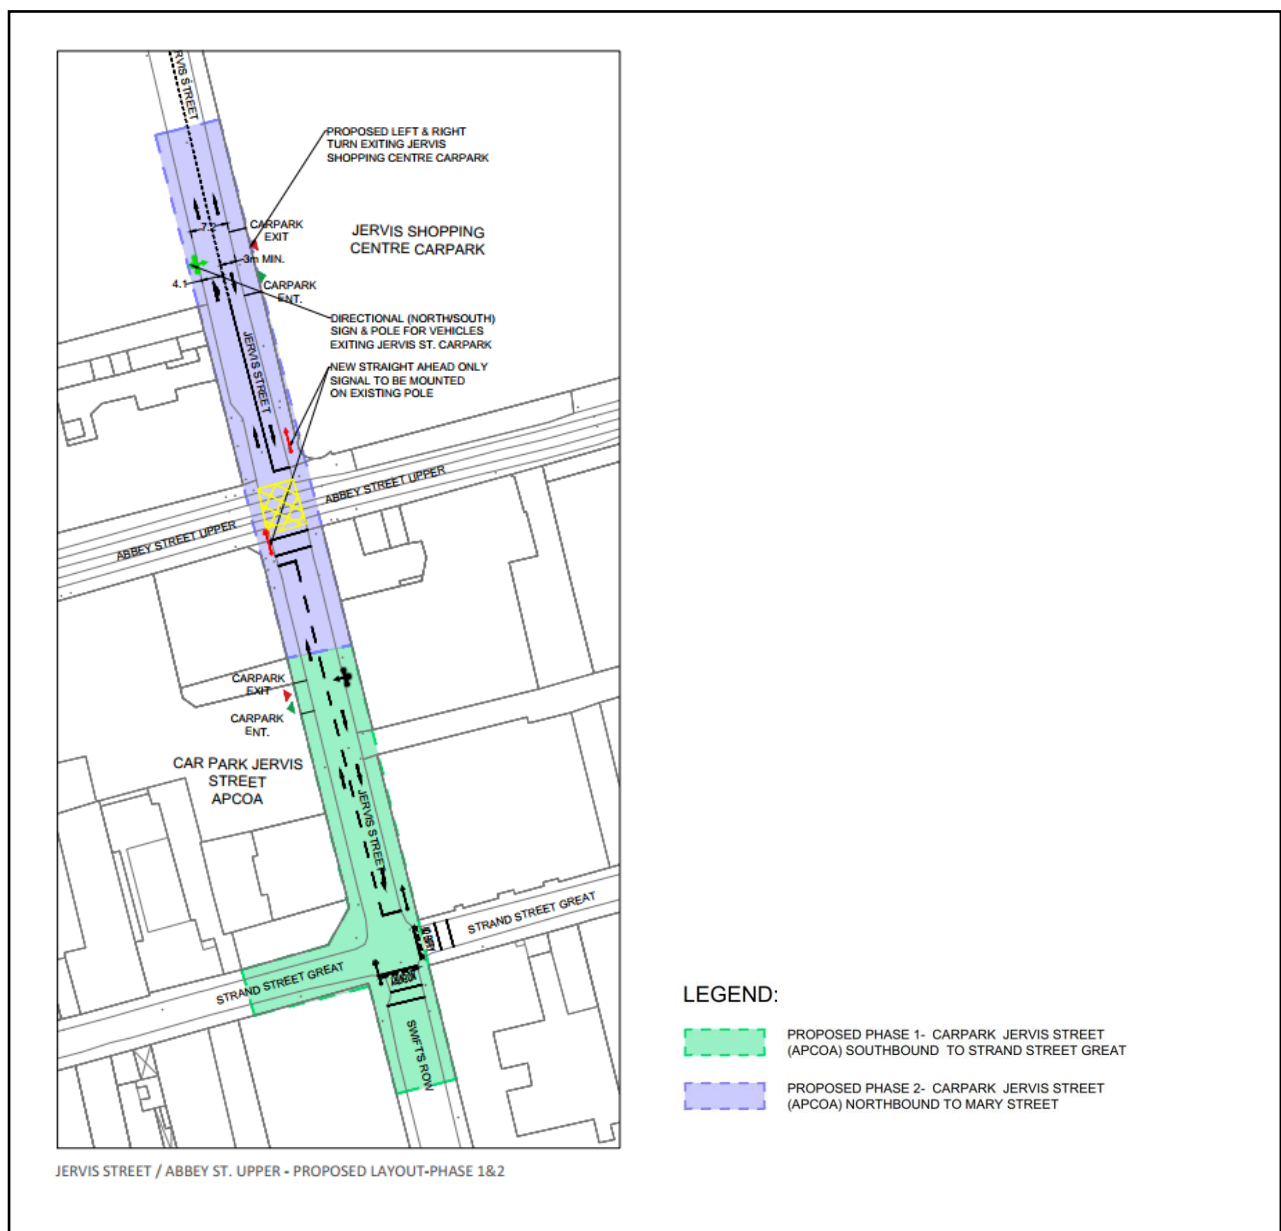 RVIS STREET
PROPOSED LEFT & RIGHT
TURN EXITING JERVIS
SHOPPING CENTRE CARPARK
7.2
CARPARK
EXIT
JERVIS SHOPPING
CENTRE CARPARK
3m MIN.
4.1
CARPARK
ENT.
DIRECTIONAL (NORTH/SOUTH)
SIGN & POLE FOR VEHICLES
EXITING JERVIS ST. CARPARK
JERVIS STREET
NEW STRAIGHT AHEAD ONLY
SIGNAL TO BE MOUNTED
ON EXISTING POLE
ABBEY STREET UPPER
ABBEY STREET UPPER
CARPARK
EXIT
CARPARK
ENT.
CAR PARK JERVIS
STREET
APCOA
JERVIS STREET
STRAND STREET GREAT
STRAND STREET GREAT
SWIFT'S ROW
LEGEND:
PROPOSED PHASE 1- CARPARK JERVIS STREET
(APCOA) SOUTHBOUND TO STRAND STREET GREAT
PROPOSED PHASE 2- CARPARK JERVIS STREET
(APCOA) NORTHBOUND TO MARY STREET
JERVIS STREET / ABBEY ST. UPPER - PROPOSED LAYOUT-PHASE 1&2